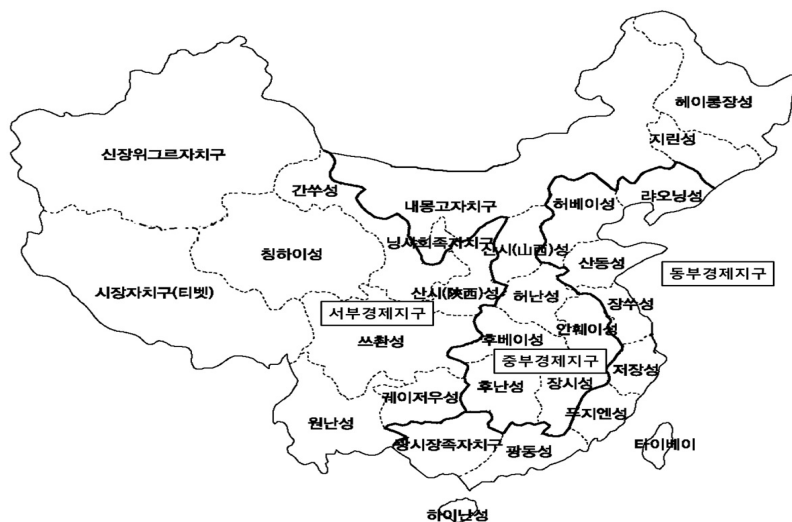 헤이룽장성
지린성
신장위그르자치구
간쑤성
내몽고자치구
허베이성
랴오닝성
닝샤회족자치구
산시(山西)성
칭하이성
산동성
동부경제지구
시장자치구(티벳)
산시(陝西)성
허난성
장쑤성
서부경제지구
안훼이성
쓰촨성
후베이성
중부경제지구
저장성
퀘이저우성
후난성
장시성
푸지엔성
원난성
광시장족자치구
광동성
타이베이
하이난성